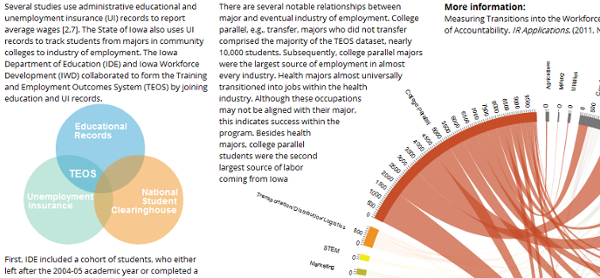 Several studies use administrative educational and
unemployment insurance (UI) records to report
average wages [2,7]. The State of Iowa also uses UI
records to track students from majors in community
colleges to industry of employment. The Iowa
Department of Education (IDE) and Iowa Workforce
Development (IWD) collaborated to form the Training
and Employment Outcomes System (TEOS) by joining
education and UI records.
Educational
Records
TEOS
Unemployment
Insurance
National
Student
Clearinghouse
First, IDE included a cohort of students, who either
left after the 2004-05 academic year or completed a
There are several notable relationships between
major and eventual industry of employment. College
parallel, e.g., transfer, majors who did not transfer
comprised the majority of the TEOS dataset, nearly
10,000 students. Subsequently, college parallel majors
were the largest source of employment in almost
every industry. Health majors almost universally
transitioned into jobs within the health
industry. Although these occupations
may not be aligned with their major,
this indicates success within the
program. Besides health
majors, college parallel
students were the second
largest source of labor
coming from Iowa
More information:
Measuring Transitions into the Workforce
of Accountability. IR Applications. (2011, N
College Parallel
Agriculture
Mining
Utilities
Transportation/Distribution/Logistics
STEM
Marketing